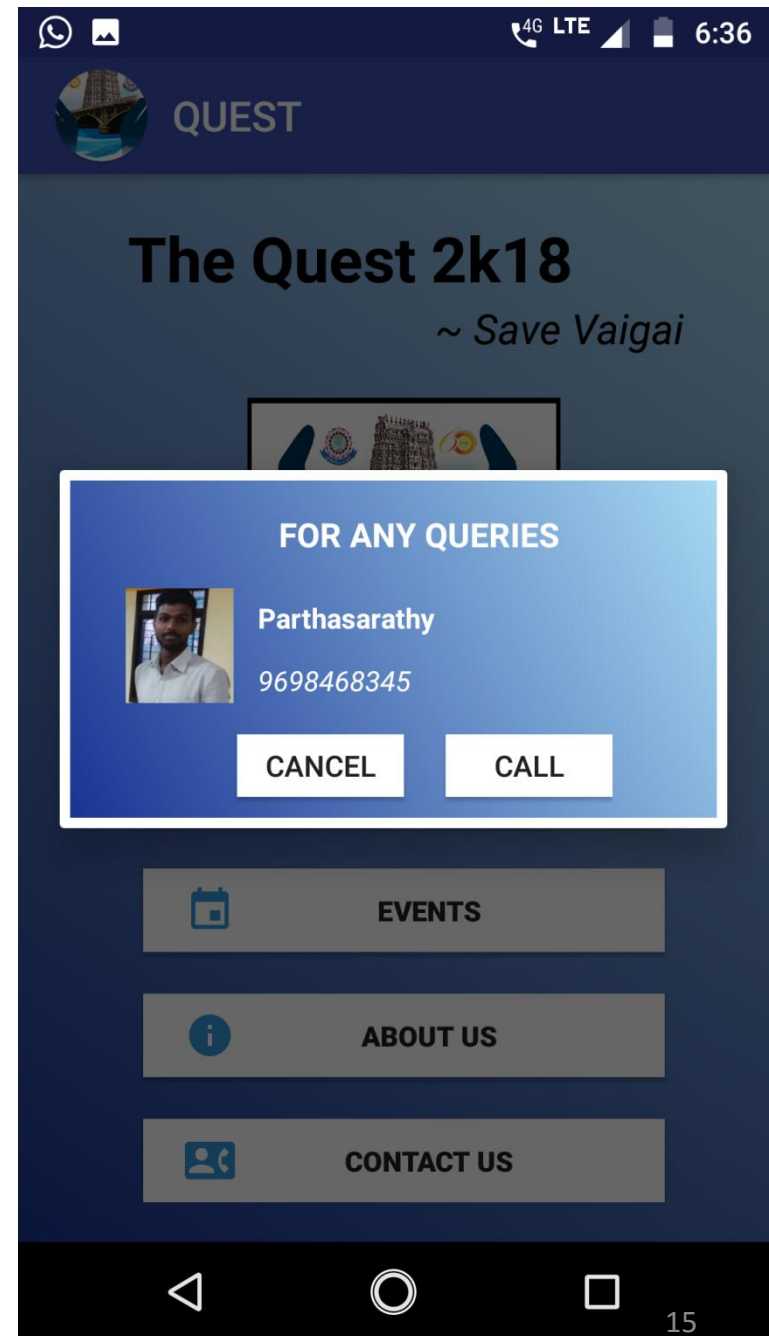 4G LTE 6:36
QUEST
The Quest 2k18
~ Save Vaigai
FOR ANY QUERIES
Parthasarathy
9698468345
CANCEL CALL
EVENTS
ABOUT US
CONTACT US
15